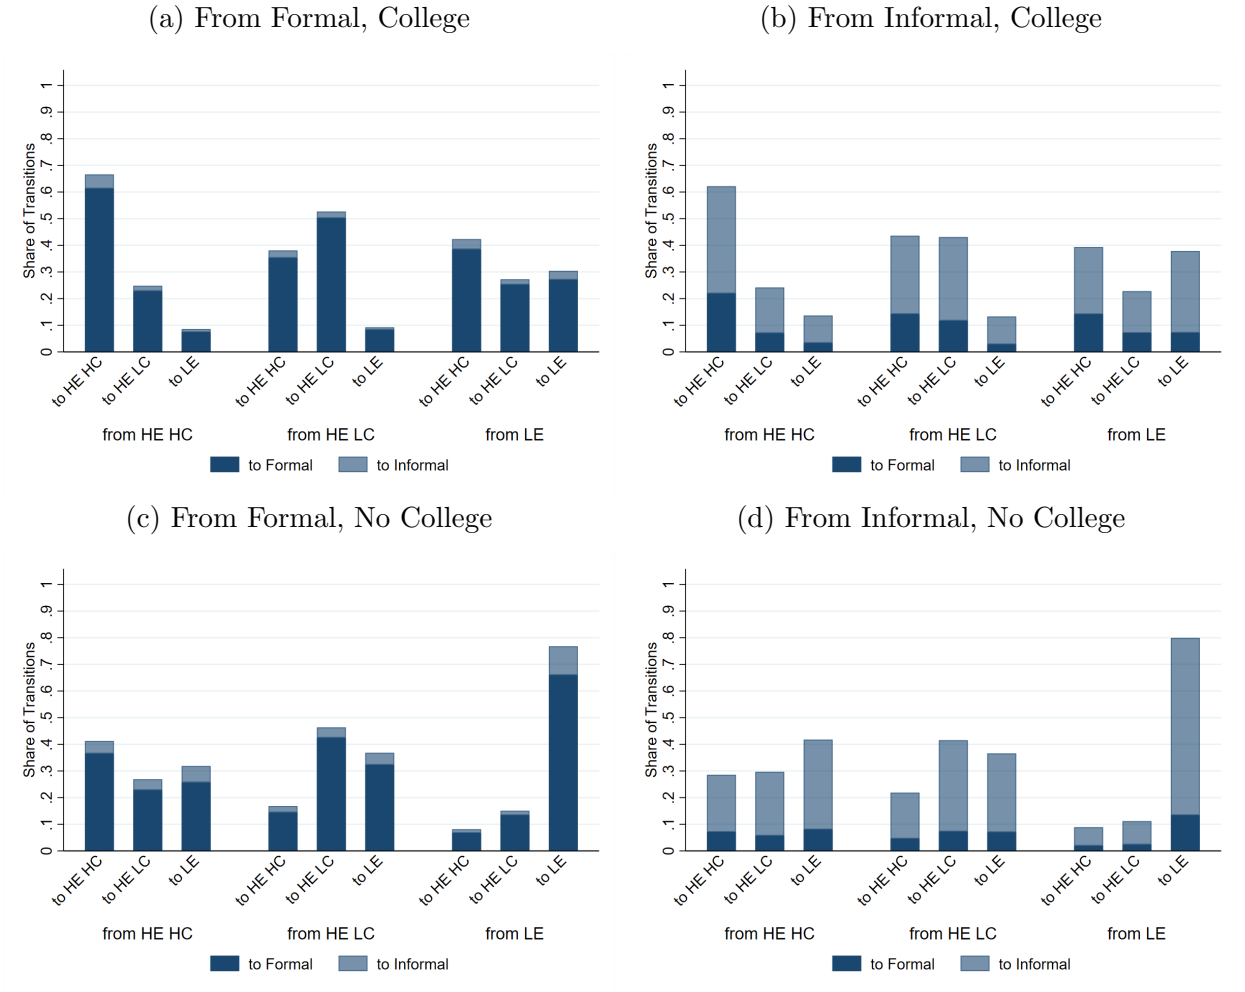 (a) From Formal, College
Share of Transitions
0 .1 .2 .3 .4 .5 .6 .7 .8 .9 1
to HE HC to HE LC to LE to HE HC to HE LC to LE to HE HC to HE LC to LE
from HE HC from HE LC from LE
to Formal to Informal
(b) From Informal, College
Share of Transitions
0 .1 .2 .3 .4 .5 .6 .7 .8 .9 1
to HE HC to HE LC to LE to HE HC to HE LC to LE to HE HC to HE LC to LE
from HE HC from HE LC from LE
to Formal to Informal
(c) From Formal, No College
Share of Transitions
0 .1 .2 .3 .4 .5 .6 .7 .8 .9 1
to HE HC to HE LC to LE to HE HC to HE LC to LE to HE HC to HE LC to LE
from HE HC from HE LC from LE
to Formal to Informal
(d) From Informal, No College
Share of Transitions
0 .1 .2 .3 .4 .5 .6 .7 .8 .9 1
to HE HC to HE LC to LE to HE HC to HE LC to LE to HE HC to HE LC to LE
from HE HC from HE LC from LE
to Formal to Informal